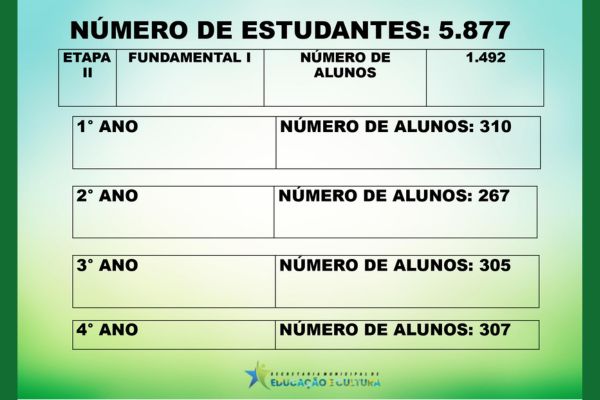 NÚMERO DE ESTUDANTES: 5.877
ETAPA II FUNDAMENTAL I NÚMERO DE ALUNOS 1.492
1° ANO NÚMERO DE ALUNOS: 310
2° ANO NÚMERO DE ALUNOS: 267
3° ANO NÚMERO DE ALUNOS: 305
4° ANO NÚMERO DE ALUNOS: 307
SECRETARIA MUNICIPAL DE
EDUCAÇÃO E CULTURA